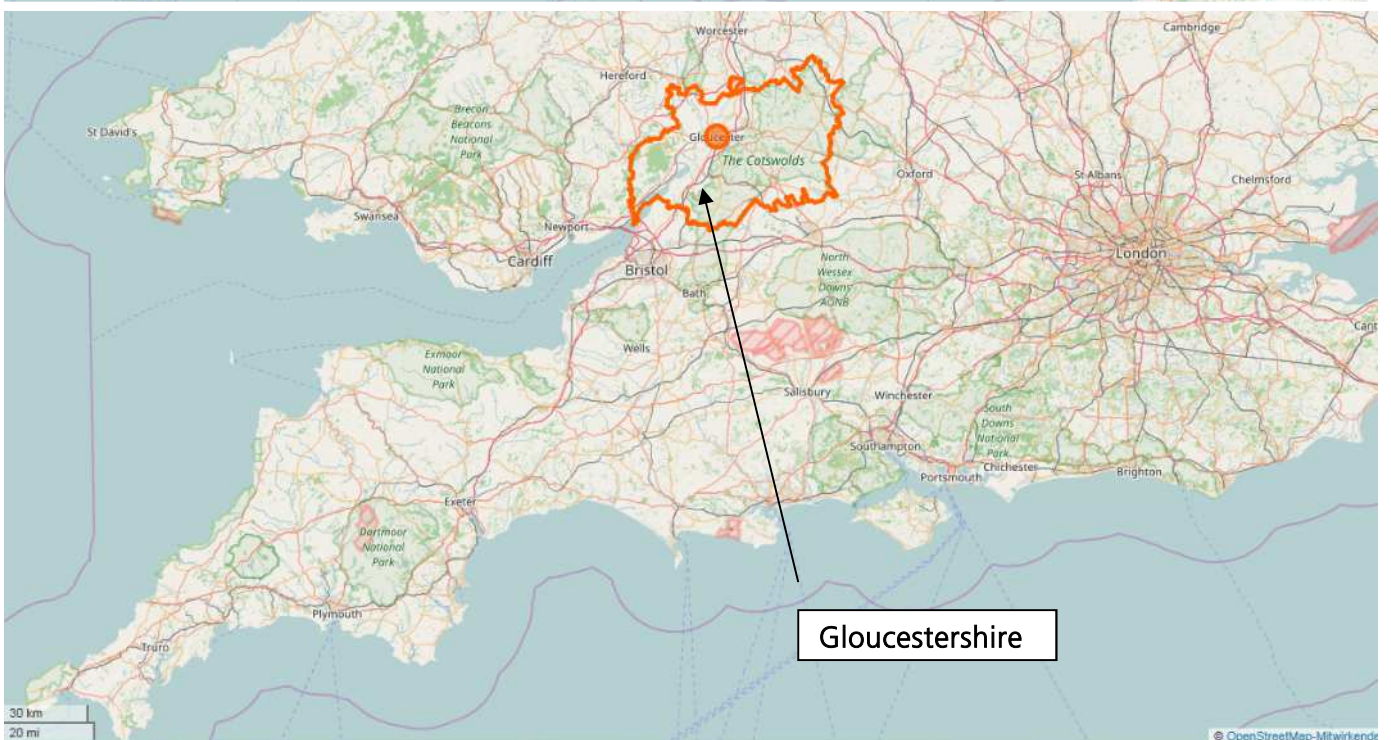 Cambridge
Worcester
Hereford
Brecon
Beacons
National
Park
St David's
Gloucester
The Cotswolds
Oxford
St Albans
Chelmsford
Swansea
Newport
Cardiff
Bristol
London
North
Wessex
Downs
AONB
Bath
Cant
Wells
Exmoor
National
Park
Salisbury
Winchester
South
Downs
National
Park
Southampton
Chichester
Portsmouth
Brighton
Exeter
Dartmoor
National
Park
Plymouth
Truro
Gloucestershire
30 km
20 mi
© OpenStreetMap-Mitwirkende